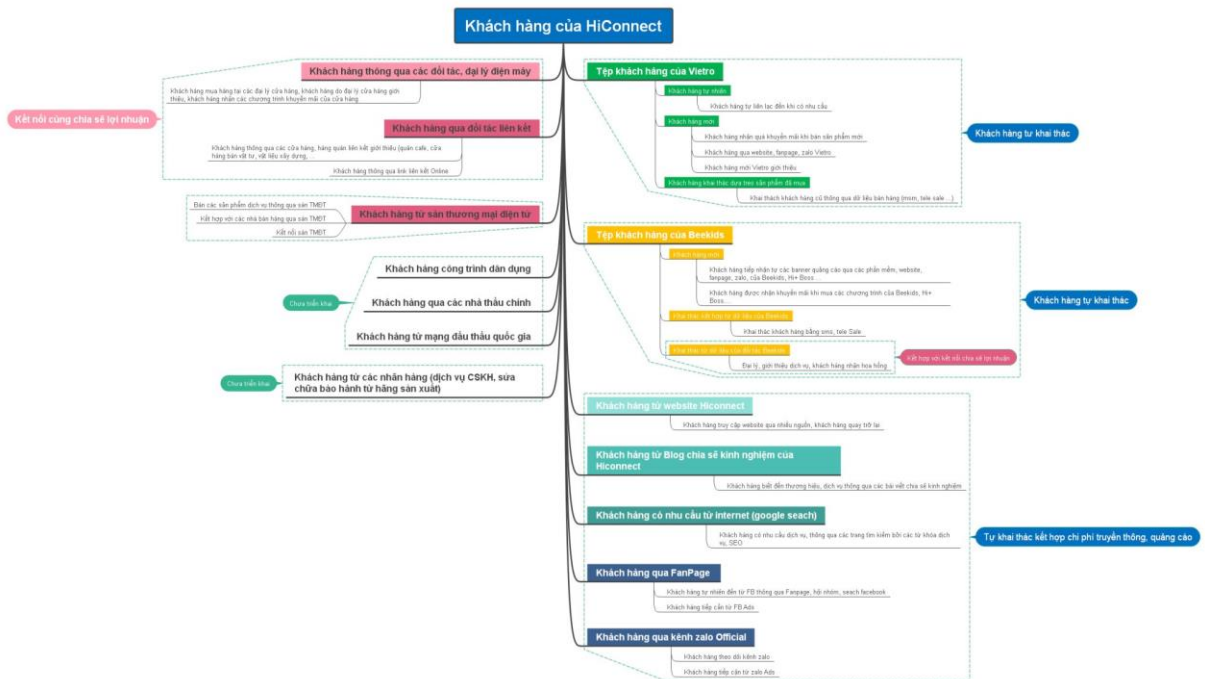 Khách hàng của HiConnect
Khách hàng thông qua các đối tác, đại lý điện máy
Khách hàng mua hàng tại các đại lý cửa hàng, khách hàng do đại lý cửa hàng giới
thiệu, khách hàng nhận các chương trình khuyến mãi của cửa hàng
Kết nối cùng chia sẽ lợi nhuận
Khách hàng qua đối tác liên kết
Khách hàng thông qua các cửa hàng, hàng quán liên kết giới thiệu (quán cafe, cửa
hàng bán vật tư, vật liệu xây dựng, ...
Khách hàng thông qua link liên kết Online
Khách hàng từ sàn thương mại điện tử
Bán các sản phẩm dịch vụ thông qua sàn TMĐT
Kết hợp với các nhà bán hàng qua sàn TMĐT
Kết nối sàn TMĐT
Khách hàng công trình dân dụng
Khách hàng qua các nhà thầu chính
Khách hàng từ mạng đấu thầu quốc gia
Chưa triển khai
Khách hàng từ các nhãn hàng (dịch vụ CSKH, sửa
chữa bảo hành từ hãng sản xuất)
Chưa triển khai
Tệp khách hàng của Vietro
Khách hàng tự nhiên
Khách hàng tự liên lạc đến khi có nhu cầu
Khách hàng mới
Khách hàng nhận quà khuyến mãi khi bán sản phẩm mới
Khách hàng qua website, fanpage, zalo Vietro
Khách hàng mới Vietro giới thiệu
Khách hàng khai thác dựa treo sản phẩm đã mua
Khai thách khách hàng cũ thông qua dữ liệu bán hàng (msm, tele sale ...)
Khách hàng tư khai thác
Tệp khách hàng của Beekids
Khách hàng mới
Khách hàng tiếp nhận từ các banner quảng cáo qua các phần mềm, website,
fanpage, zalo, của Beekids, Hi+ Boss ...
Khách hàng được nhận khuyến mãi khi mua các chương trình của Beekids, Hi+
Boss ...
Khai thác kết hợp từ dữ liệu của Beekids
Khai thác khách hàng bằng sms, tele Sale
Khai thác từ dữ liệu của đối tác Beekids
Đại lý, giới thiệu dịch vụ, khách hàng nhận hoa hồng
Kết hợp với kết nối chia sẽ lợi nhuận
Khách hàng tự khai thác
Khách hàng từ website Hiconnect
Khách hàng truy cập website qua nhiều nguồn, khách hàng quay trở lại
Khách hàng từ Blog chia sẽ kinh nghiệm của
Hiconnect
Khách hàng biết đến thương hiệu, dịch vụ thông qua các bài viết chia sẽ kinh nghiệm
Khách hàng có nhu cầu từ internet (google seach)
Khách hàng có nhu cầu dịch vụ, thông qua các trang tìm kiếm bởi các từ khóa dịch
vụ, SEO
Khách hàng qua FanPage
Khách hàng tự nhiên đến từ FB thông qua Fanpage, hội nhóm, seach facebook
Khách hàng tiếp cận từ FB Ads
Khách hàng qua kênh zalo Official
Khách hàng theo dõi kênh zalo
Khách hàng tiếp cận từ zalo Ads
Tự khai thác kết hợp chi phí truyền thông, quảng cáo